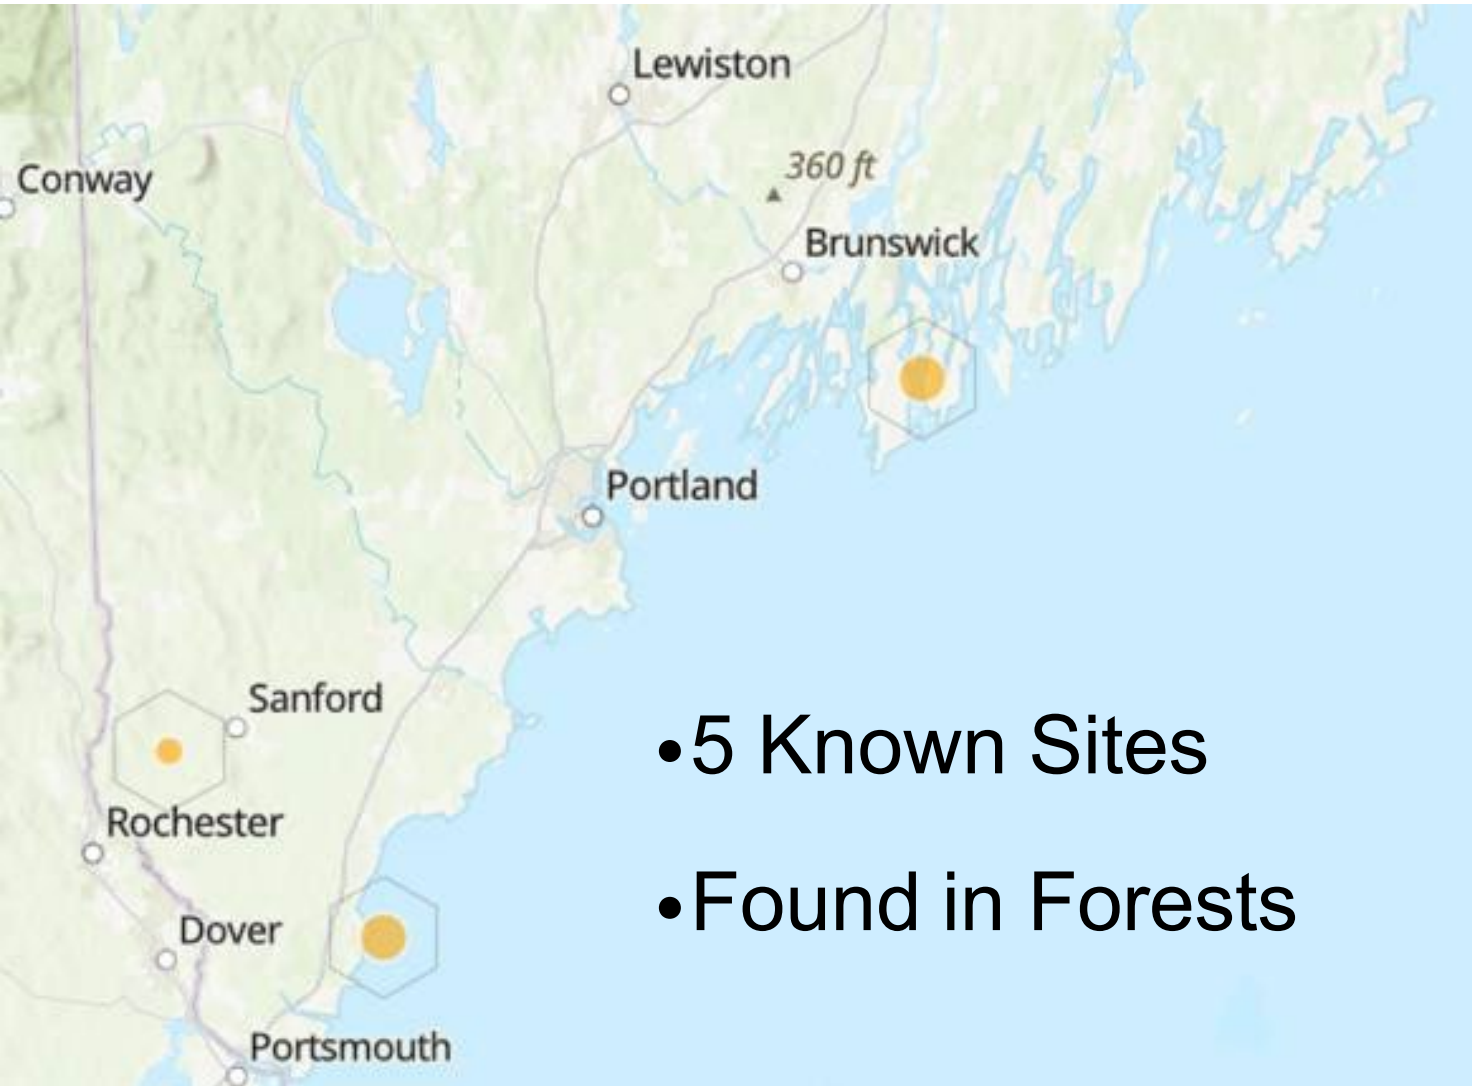 Lewiston
360 ft
Conway
Brunswick
Portland
Sanford
•5 Known Sites
Rochester
•Found in Forests
Dover
Portsmouth